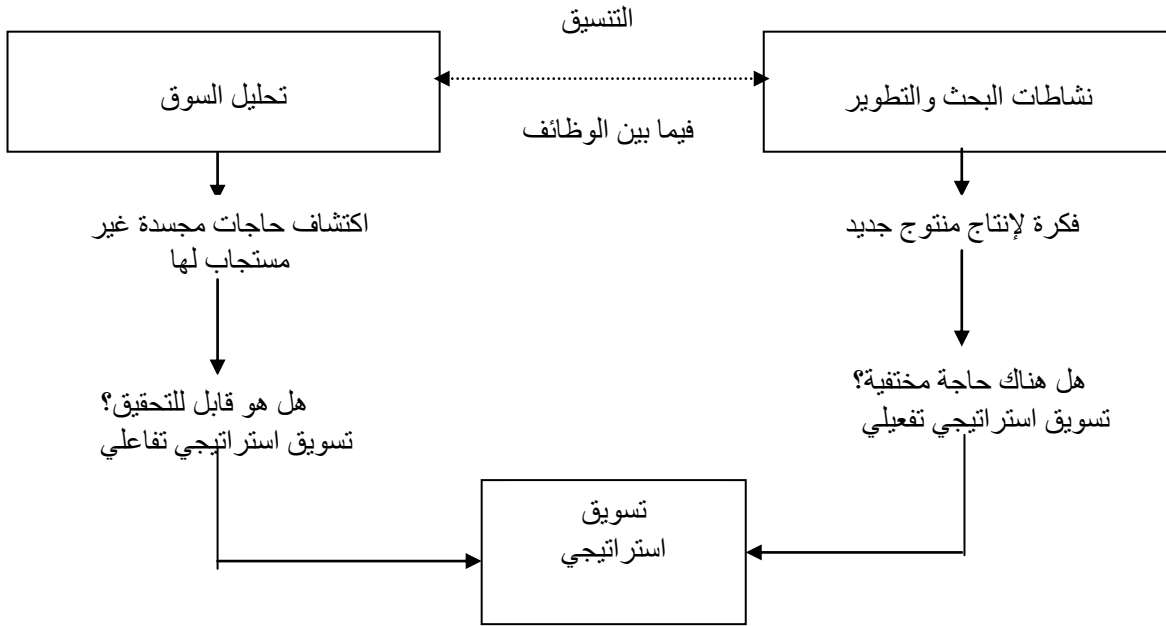 التنسيق
نشاطات البحث والتطوير
تحليل السوق
فيما بين الوظائف
فكرة لإنتاج منتوج جديد
اكتشاف حاجات مجسدة غير
مستجاب لها
هل هناك حاجة مختفية؟
تسويق استراتيجي تفعيلي
هل هو قابل للتحقيق؟
تسويق استراتيجي تفاعلي
تسويق
استراتيجي